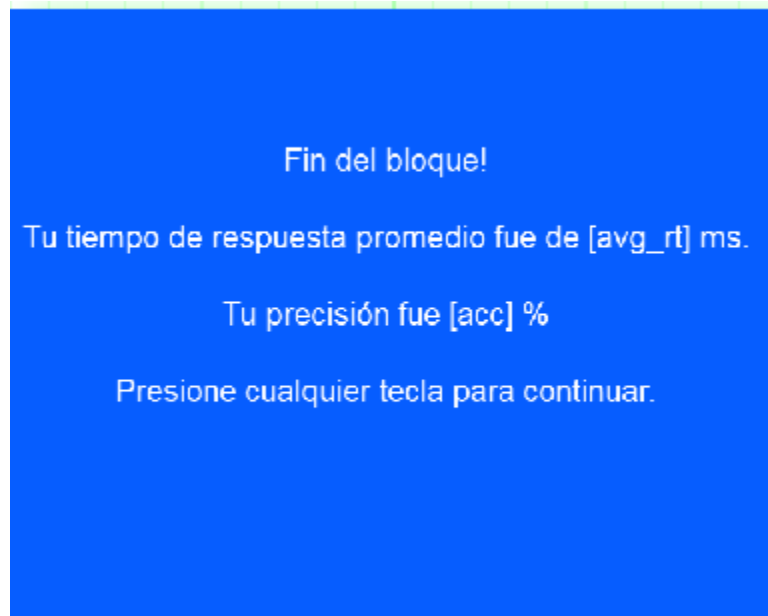 Fin del bloque!
Tu tiempo de respuesta promedio fue de [avg_rt] ms.
Tu precisión fue [acc] %
Presione cualquier tecla para continuar.